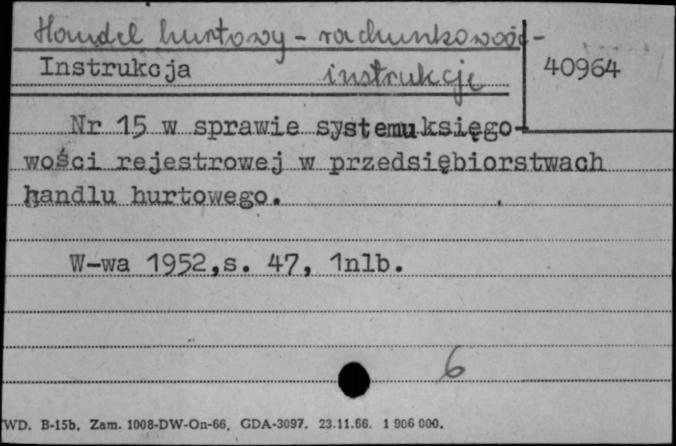 Handel hurtowy - rachunkowość -
Instrukcja instrukcje
40964
Nr 15 w sprawie systemu księgo-
wości rejestrowej w przedsiębiorstwach
handlu hurtowego.
W-wa 1952,s. 47, 1nlb.
6
WD. B-15b. Zam. 1008-DW-On-66. GDA-3097. 23.11.66. 1 906 000.